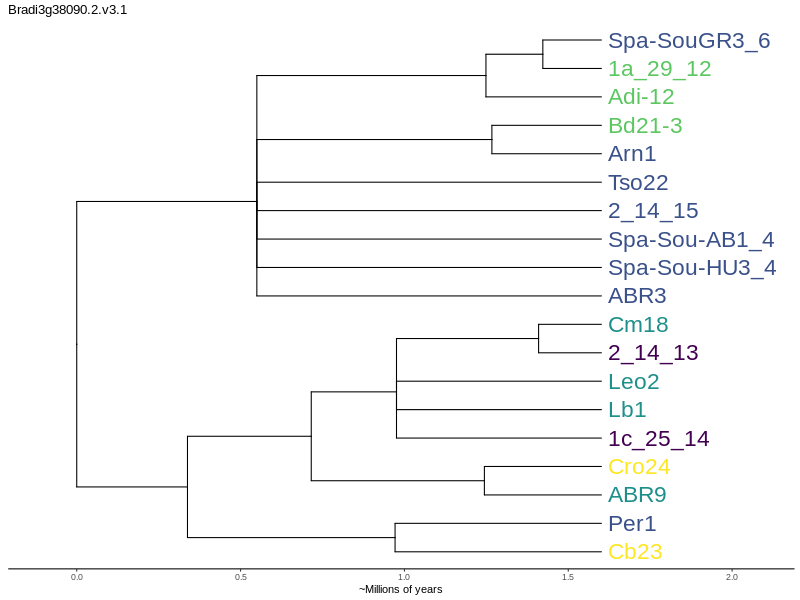 Bradi3g38090.2.v3.1
Spa-SouGR3_6
1a_29_12
Adi-12
Bd21-3
Arn1
Tso22
2_14_15
Spa-Sou-AB1_4
Spa-Sou-HU3_4
ABR3
Cm18
2_14_13
Leo2
Lb1
1c_25_14
Cro24
ABR9
Per1
Cb23
0.0 0.5 1.0 1.5 2.0
~Millions of years